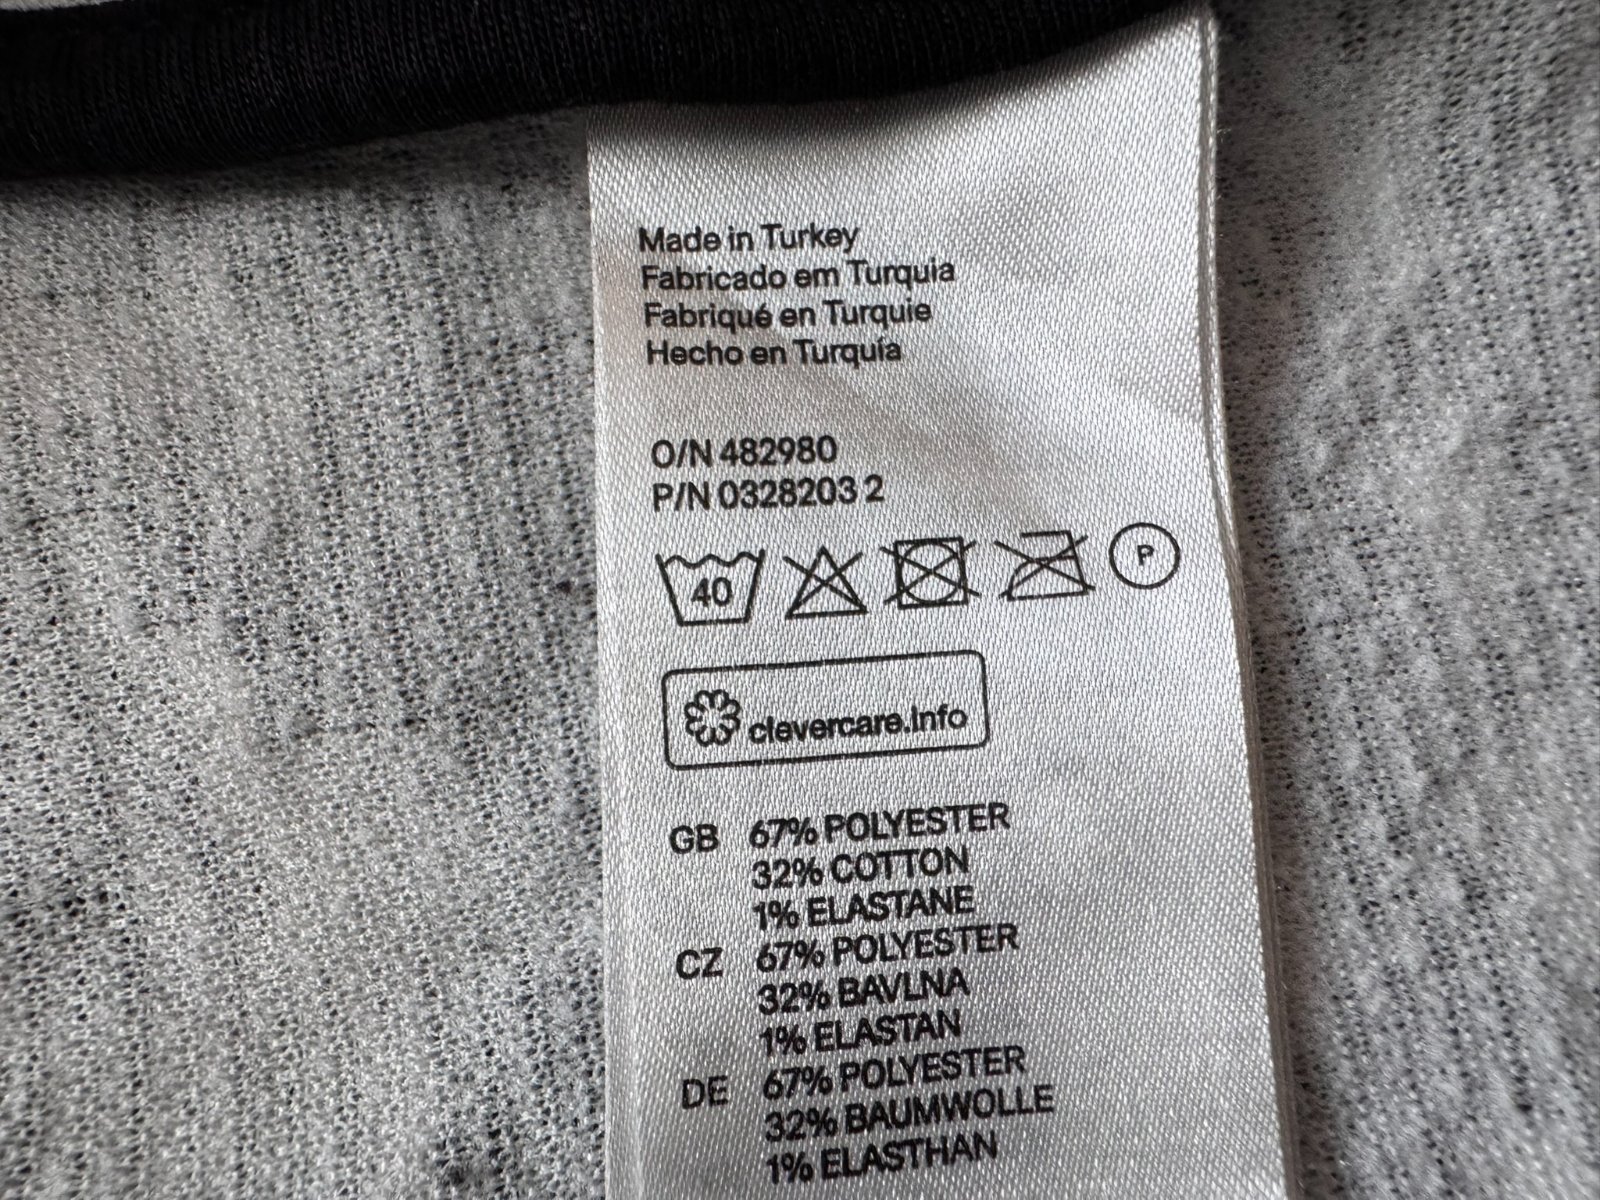 Made in Turkey
Fabricado em Turquia
Fabriqué en Turquie
Hecho en Turquía
O/N 482980
P/N 0328203 2
40 P
clevercare.info
GB 67% POLYESTER
32% COTTON
1% ELASTANE
CZ 67% POLYESTER
32% BAVLNA
1% ELASTAN
DE 67% POLYESTER
32% BAUMWOLLE
1% ELASTHAN